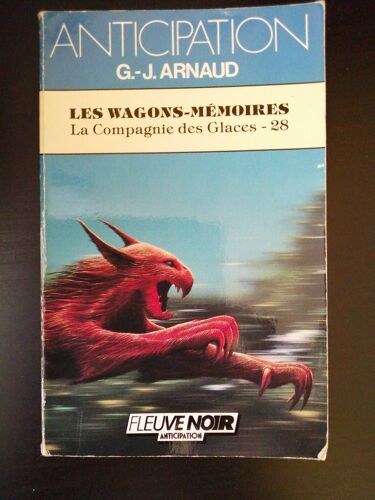 ANTICIPATION
G.-J. ARNAUD
LES WAGONS-MÉMOIRES
La Compagnie des Glaces - 28
FLEUVE NOIR
ANTICIPATION